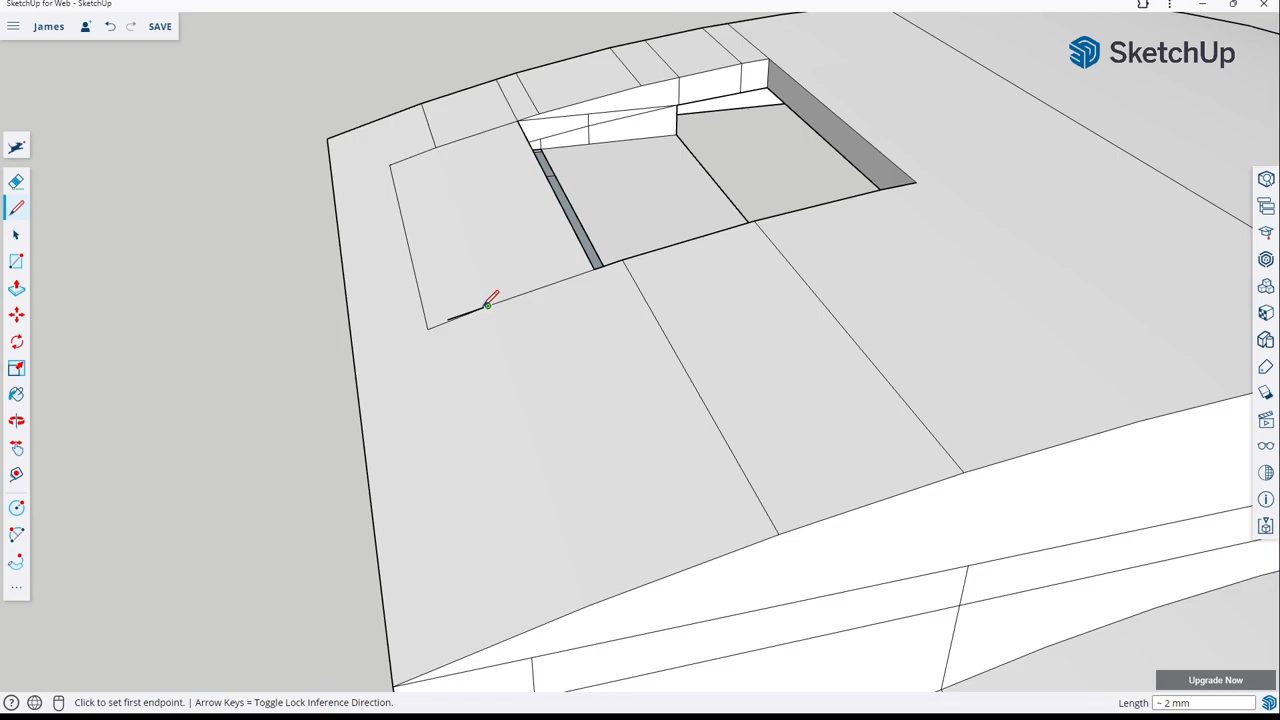 SketchUp for Web - SketchUp
James
SAVE
SketchUp
Upgrade Now
Click to set first endpoint. | Arrow Keys = Toggle Lock Inference Direction.
Length
~ 2 mm